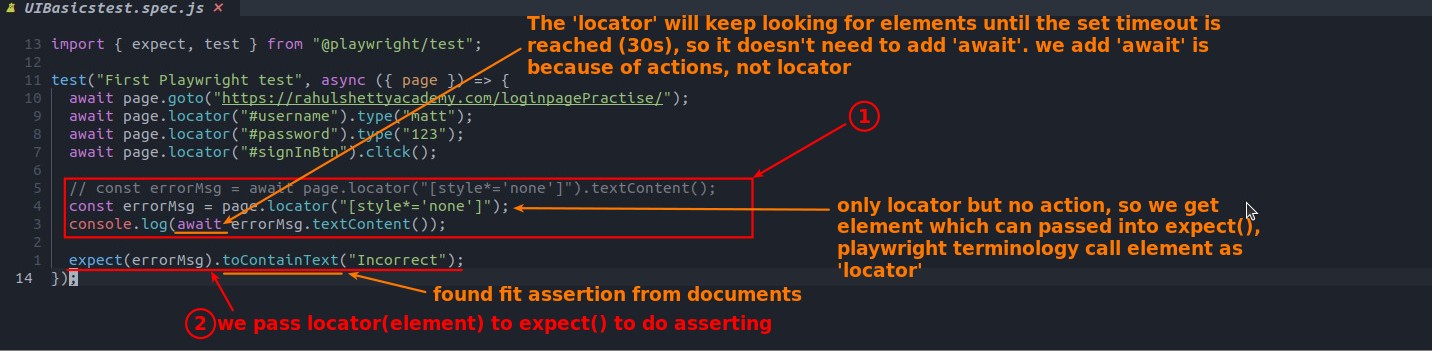 UIBasicstest.spec.js ×
The 'locator' will keep looking for elements until the set timeout is
reached (30s), so it doesn't need to add 'await'. we add 'await' is
because of actions, not locator
13 import { expect, test } from "@playwright/test";
12
11 test("First Playwright test", async ({ page }) => {
10 await page.goto("https://rahulshettyacademy.com/loginpagePractise/");
9 await page.locator("#username").type("matt");
8 await page.locator("#password").type("123");
7 await page.locator("#signInBtn").click();
1
6
5 // const errorMsg = await page.locator("[style*='none']").textContent();
4 const errorMsg = page.locator("[style*='none']");
3 console.log(await errorMsg.textContent());
2
1 expect(errorMsg).toContainText("Incorrect");
14 });
only locator but no action, so we get
element which can passed into expect(),
playwright terminology call element as
'locator'
found fit assertion from documents
2 we pass locator(element) to expect() to do asserting